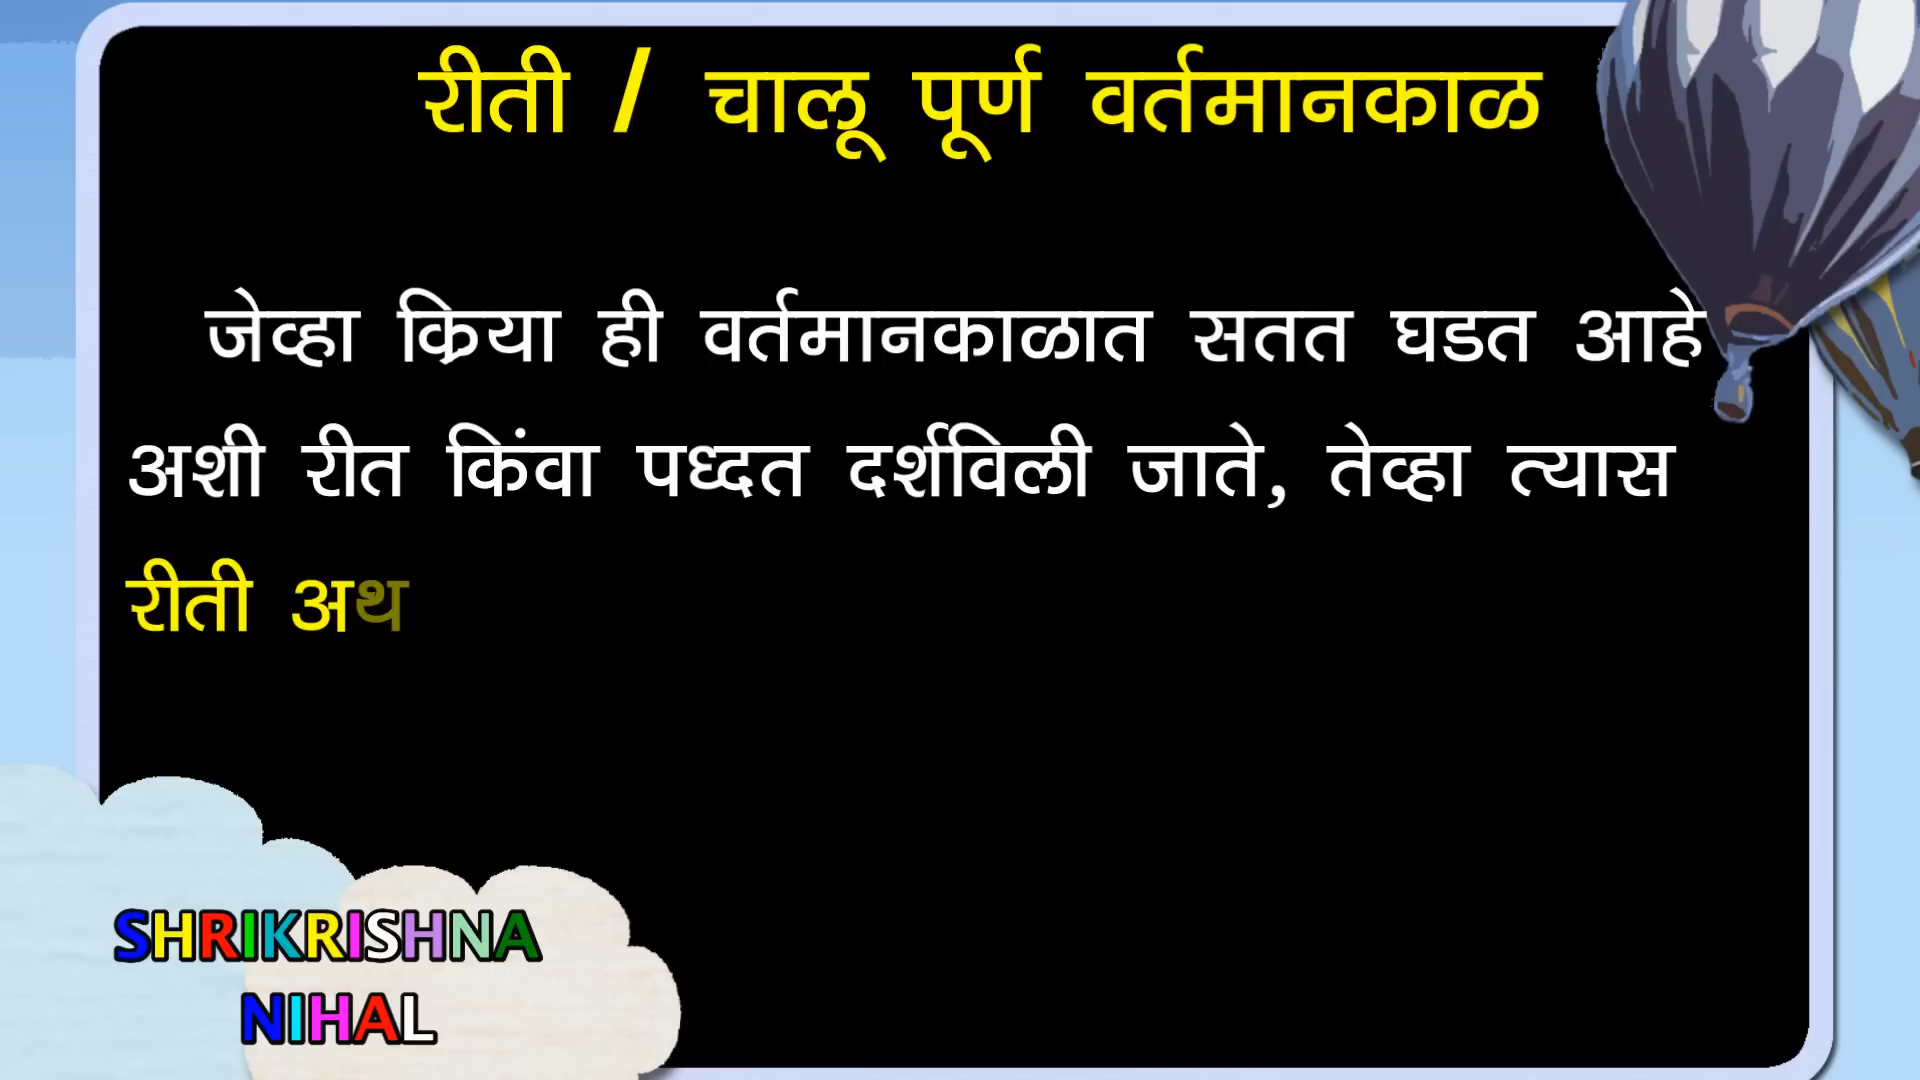 रीती / चालू पूर्ण वर्तमानकाळ
जेव्हा क्रिया ही वर्तमानकाळात सतत घडत आहे
अशी रीत किंवा पध्दत दर्शविली जाते, तेव्हा त्यास
रीती अथ
SHRIKRISHNA
NIHAL